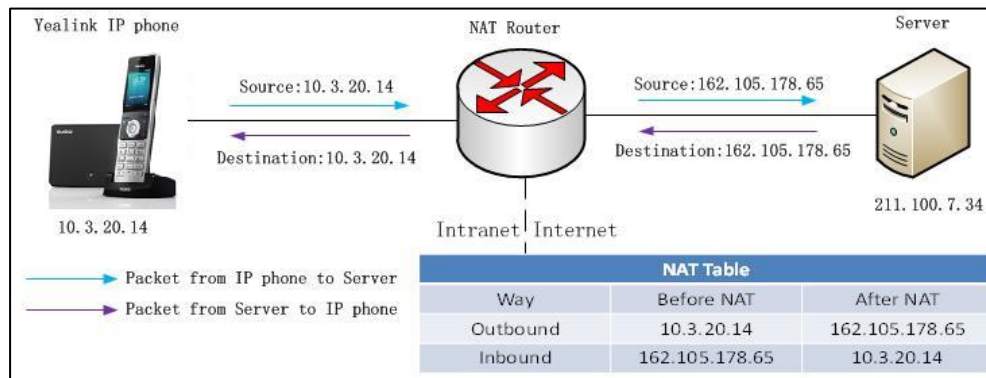 Yealink IP phone
NAT Router
Server
Source:10.3.20.14
Source:162.105.178.65
Destination:10.3.20.14
Destination:162.105.178.65
10.3.20.14
211.100.7.34
Intranet
Internet
Packet from IP phone to Server
Packet from Server to IP phone
NAT Table
Way Before NAT After NAT
Outbound 10.3.20.14 162.105.178.65
Inbound 162.105.178.65 10.3.20.14